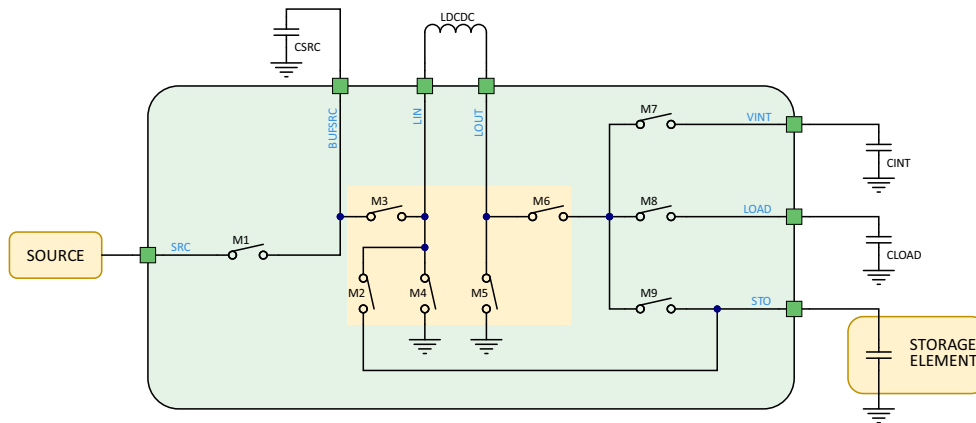 LDCDC
CSRC
BUFSRC
LIN
LOUT
M7
VINT
CINT
M3
M6
M8
LOAD
SOURCE
SRC
M1
CLOAD
M2
M4
M5
M9
STO
STORAGE
ELEMENT